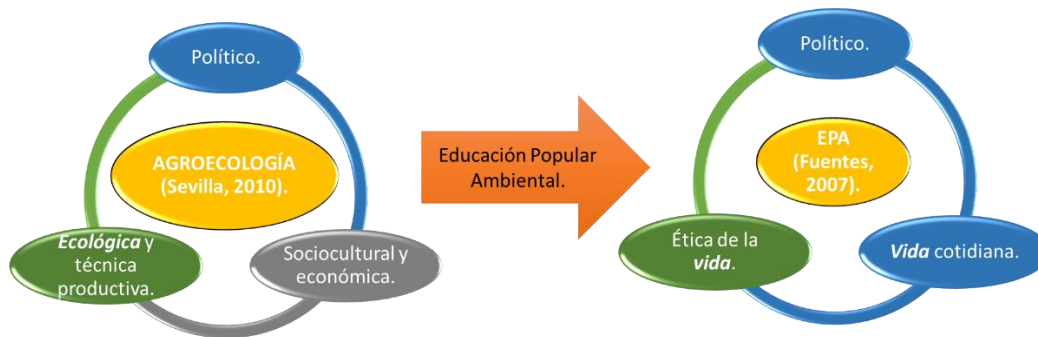 Político.
AGROECOLOGÍA
(Sevilla, 2010).
Ecológica y
técnica
productiva.
Sociocultural y
económica.
Educación Popular
Ambiental.
Político.
EPA
(Fuentes,
2007).
Ética de la
vida.
Vida cotidiana.